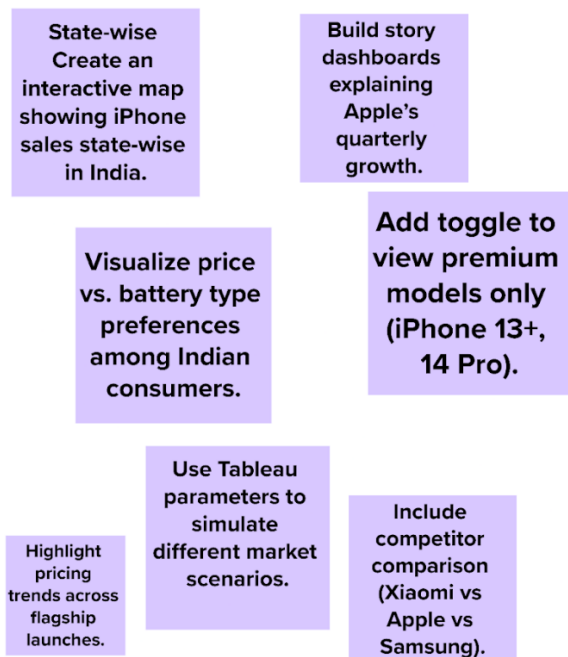 State-wise
Create an
interactive map
showing iPhone
sales state-wise
in India.
Build story
dashboards
explaining
Apple’s
quarterly
growth.
Visualize price
vs. battery type
preferences
among Indian
consumers.
Add toggle to
view premium
models only
(iPhone 13+,
14 Pro).
Highlight
pricing
trends across
flagship
launches.
Use Tableau
parameters to
simulate
different market
scenarios.
Include
competitor
comparison
(Xiaomi vs
Apple vs
Samsung).